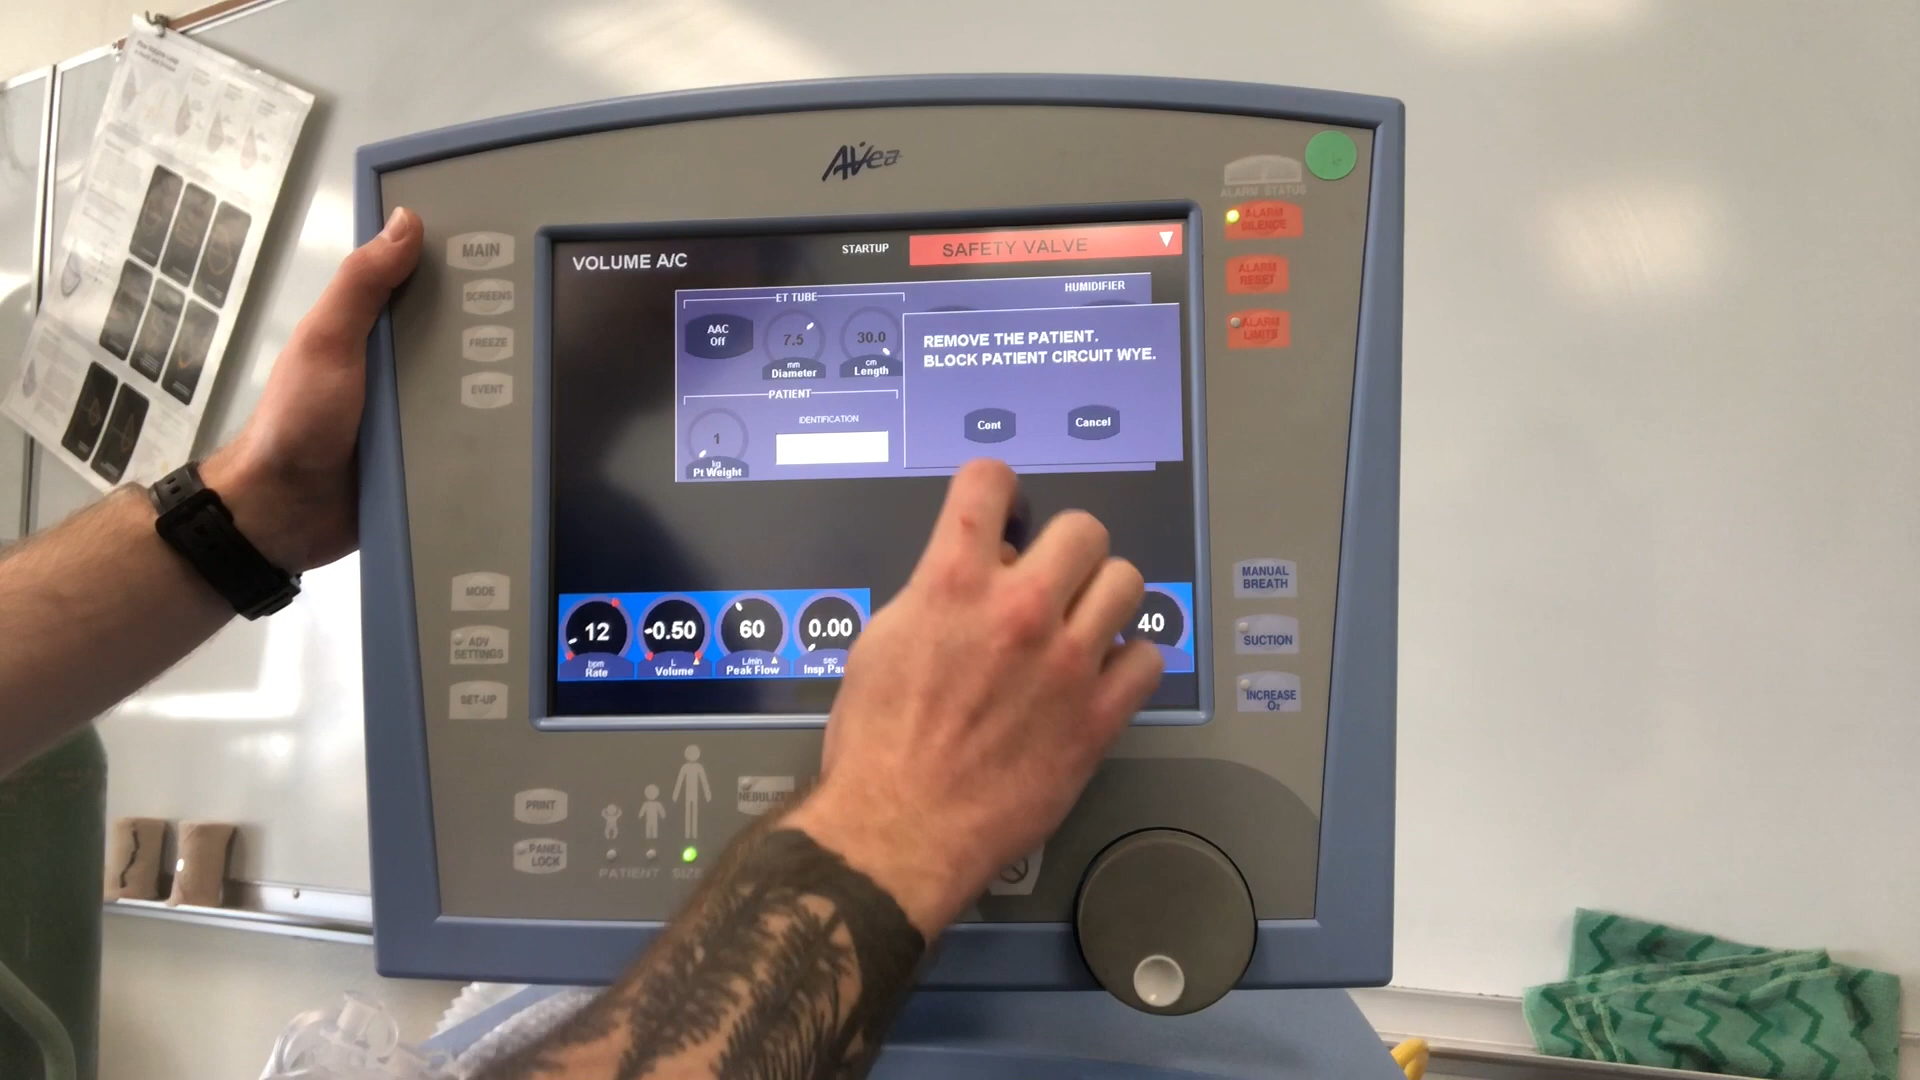 AVea
ALARM STATUS
ALARM
SILENCE
ALARM
RESET
ALARM
LIMITS
MAIN
SCREENS
FREEZE
EVENT
VOLUME A/C
STARTUP
SAFETY VALVE
ET TUBE
HUMIDIFIER
AAC
Off
7.5
mm
Diameter
30.0
cm
Length
REMOVE THE PATIENT.
BLOCK PATIENT CIRCUIT WYE.
Cont
Cancel
PATIENT
IDENTIFICATION
1
kg
Pt Weight
12
bpm
Rate
-0.50
L
Volume
60
L/min
Peak Flow
0.00
sec
40
MODE
ADV
SETTINGS
SET-UP
MANUAL
BREATH
SUCTION
INCREASE
O2
PRINT
PANEL
LOCK
PATIENT